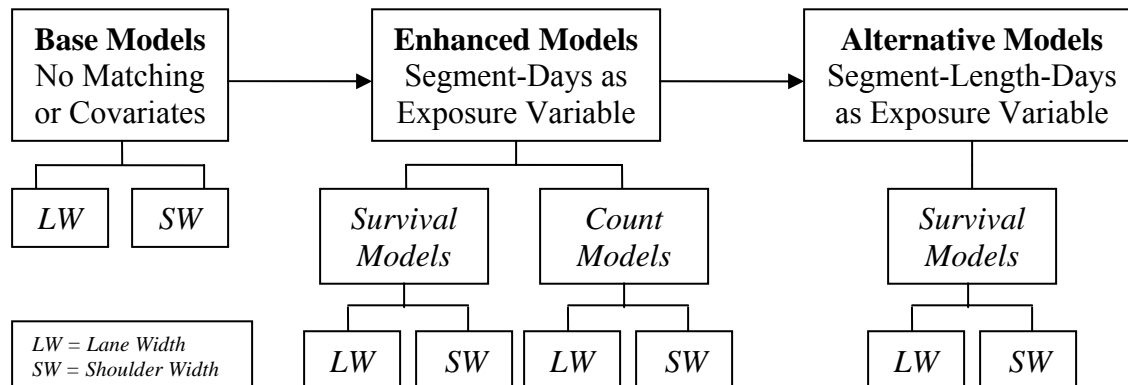 Base Models
No Matching
or Covariates
Enhanced Models
Segment-Days as
Exposure Variable
Alternative Models
Segment-Length-Days
as Exposure Variable
LW
SW
Survival
Models
Count
Models
Survival
Models
LW
SW
LW
SW
LW
SW
LW = Lane Width
SW = Shoulder Width